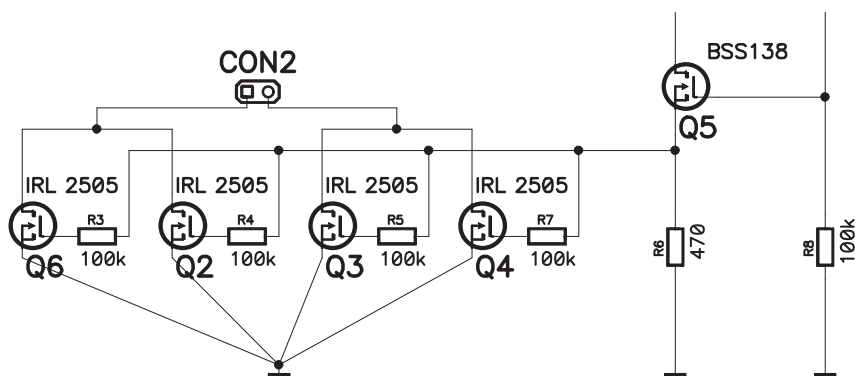 BSS138
CON2
Q5
IRL 2505
IRL 2505
IRL 2505
IRL 2505
R3
R4
R5
R7
R6
470
R8
100k
100k
100k
100k
100k
Q6
Q2
Q3
Q4